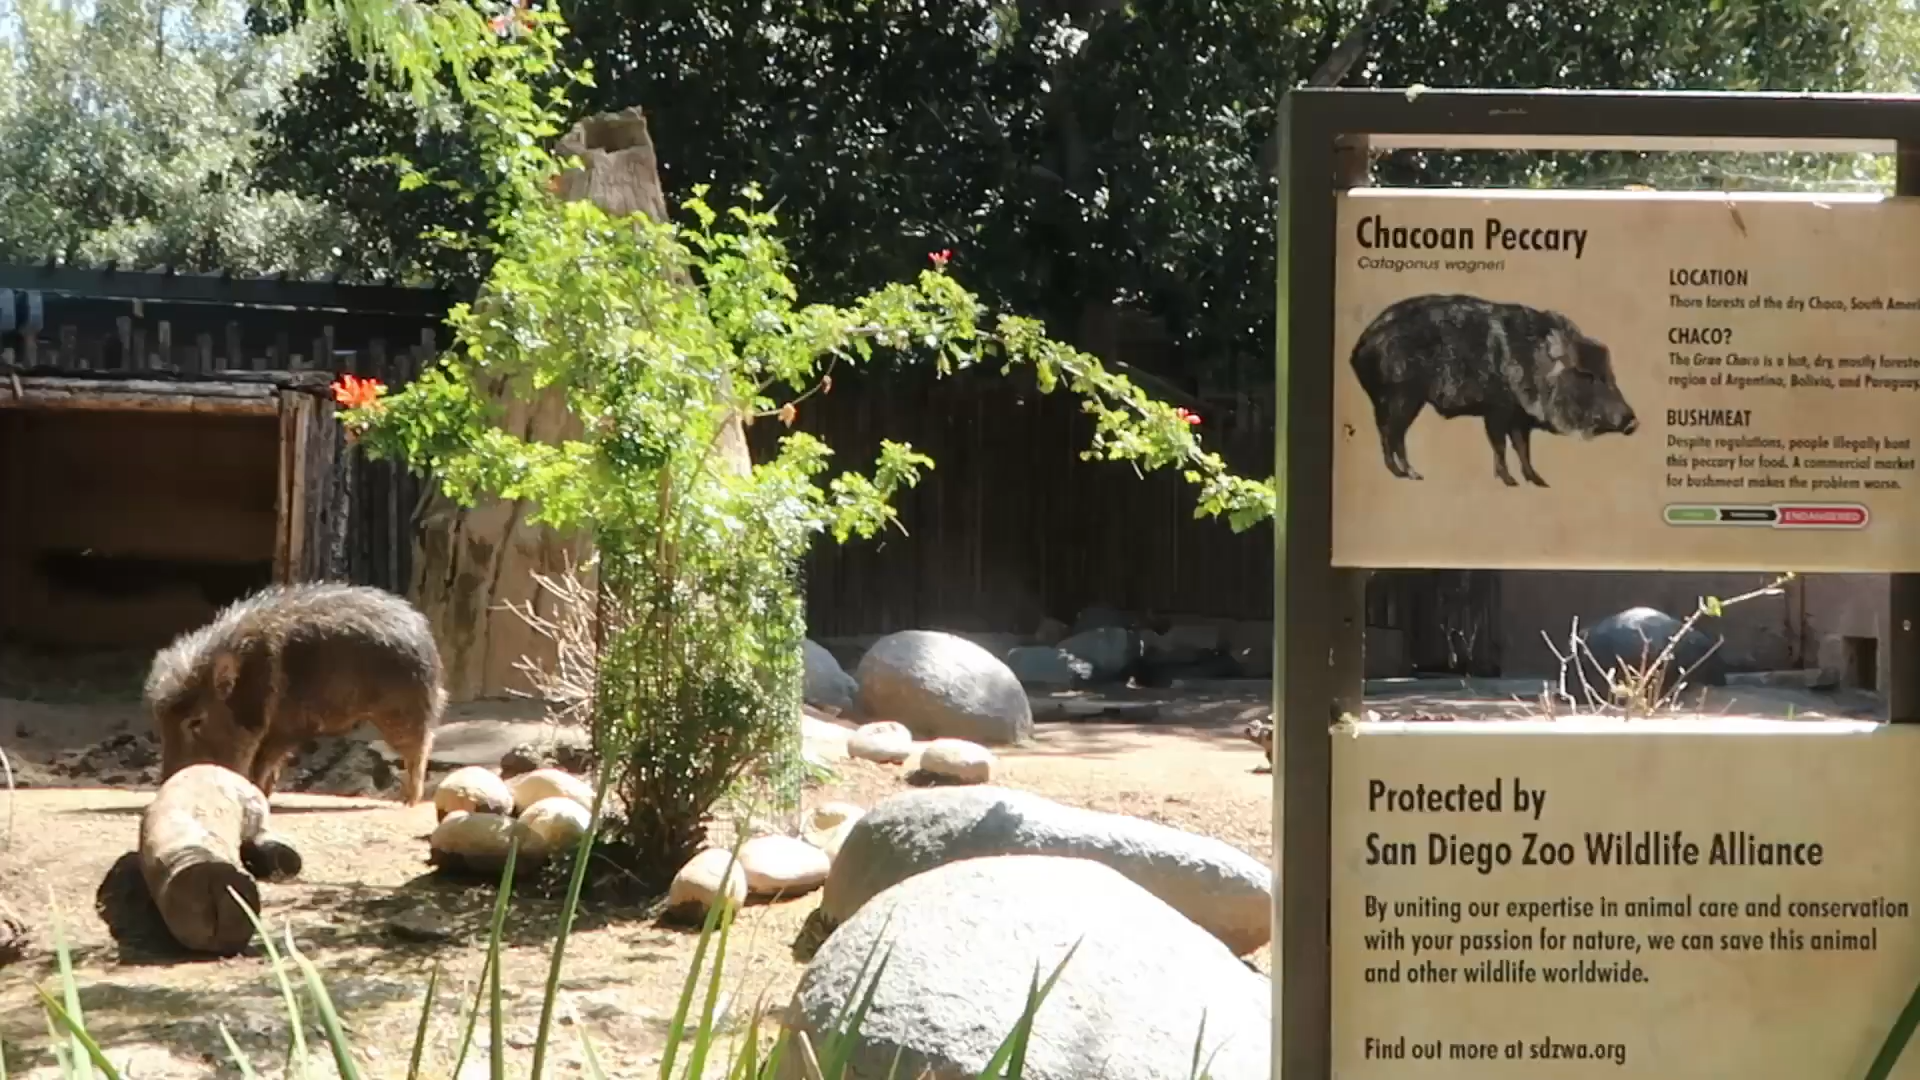 Chacoan Peccary
Catagonus wagneri
LOCATION
Thorn forests of the dry Chaco, South Ameri
CHACO?
The Gran Chaco is a hot, dry, mostly foreste
region of Argentina, Bolivia, and Paraguay.
BUSHMEAT
Despite regulations, people illegally hunt
this peccary for food. A commercial market
for bushmeat makes the problem worse.
ENDANGERED
Protected by
San Diego Zoo Wildlife Alliance
By uniting our expertise in animal care and conservation
with your passion for nature, we can save this animal
and other wildlife worldwide.
Find out more at sdzwa.org